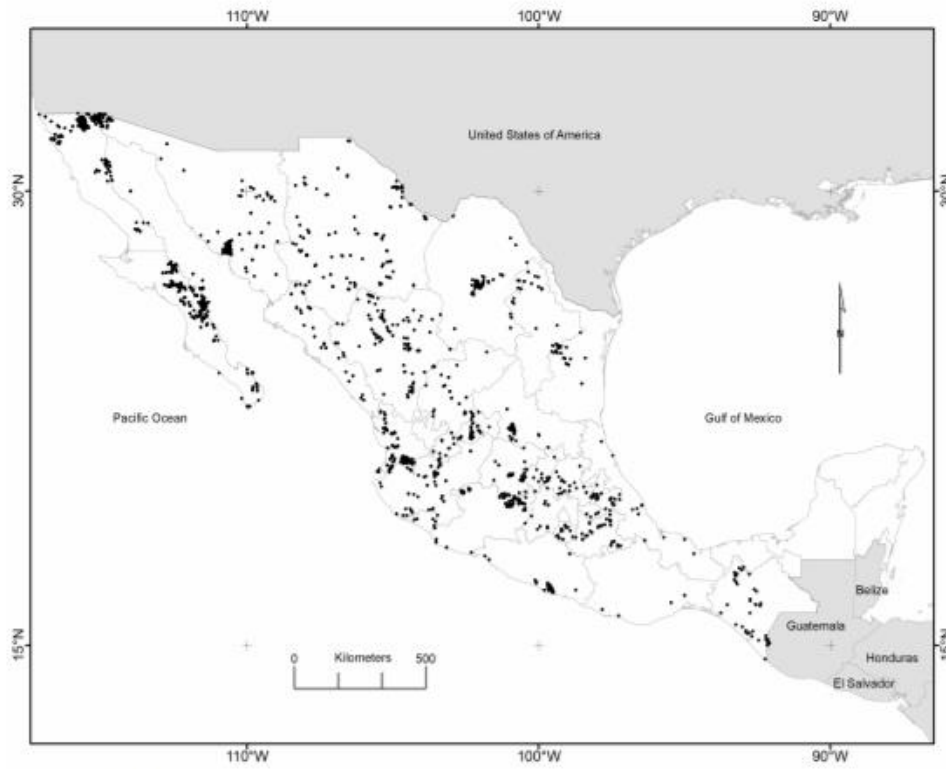 110°W 100°W 90°W
United States of America
30°N 30°N
Pacific Ocean
Gulf of Mexico
N
Belize
Guatemala
15°N 15°N
0 Kilometers 500
Honduras
El Salvador
110°W 100°W 90°W